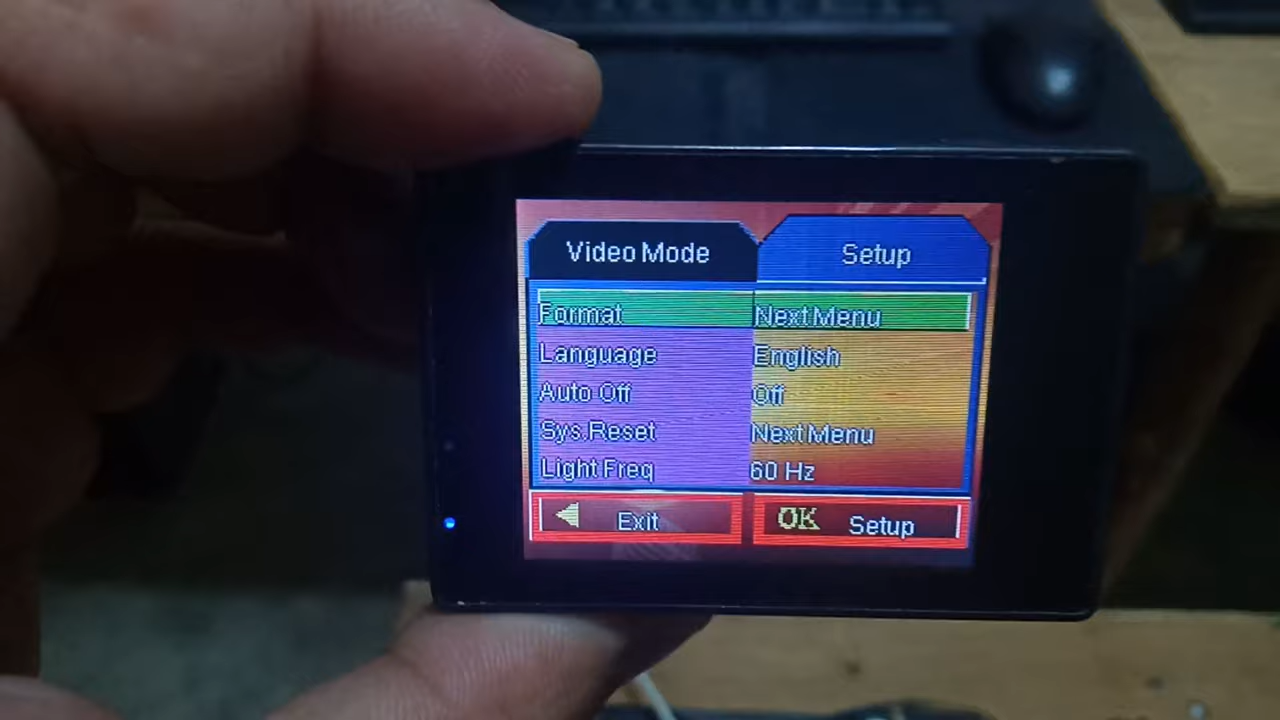 Video Mode Setup
Format Next Menu
Language English
Auto Off Off
Sys.Reset Next Menu
Light Freq 60 Hz
Exit OK Setup